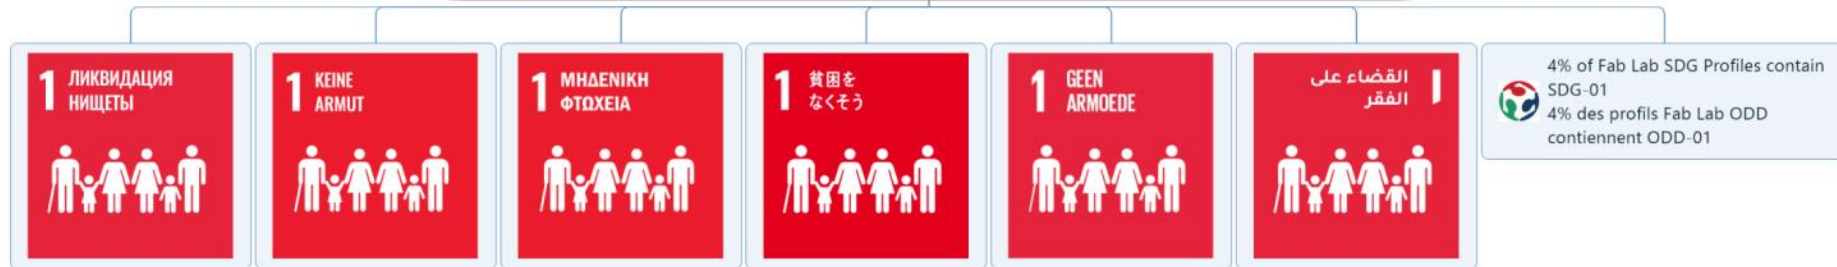 1 ЛИКВИДАЦИЯ
НИЩЕТЫ
1 KEINE
ARMUT
1 ΜΗΔΕΝΙΚΗ
ΦΤΩΧΕΙΑ
1 貧困を
なくそう
1 GEEN
ARMOEDE
١ القضاء على
الفقر
4% of Fab Lab SDG Profiles contain
SDG-01
4% des profils Fab Lab ODD
contiennent ODD-01